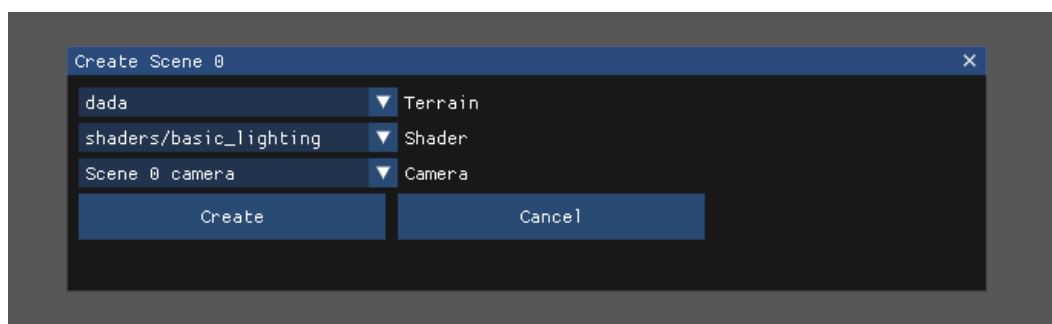 Create Scene 0
dada Terrain
shaders/basic_lighting Shader
Scene 0 camera Camera
Create Cancel